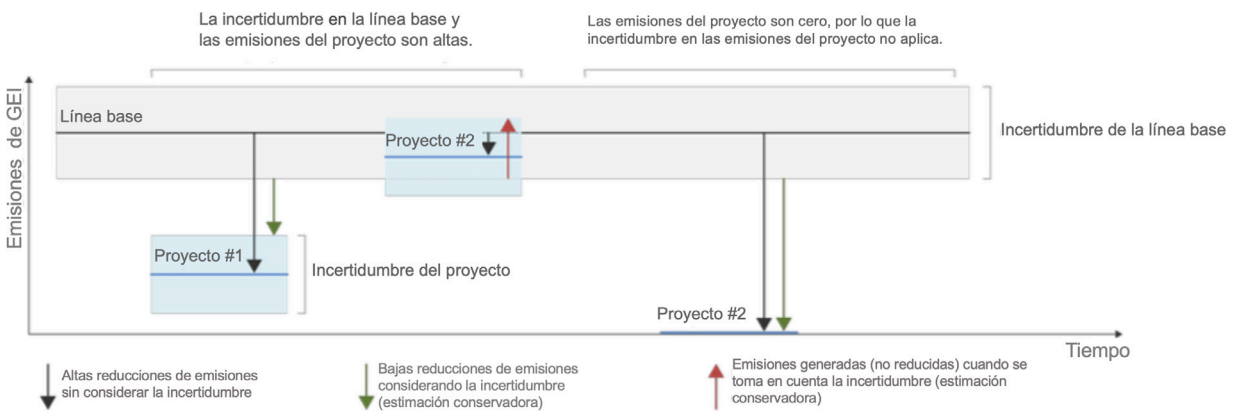 La incertidumbre en la línea base y
las emisiones del proyecto son altas.
Las emisiones del proyecto son cero, por lo que la
incertidumbre en las emisiones del proyecto no aplica.
Emisiones de GEI
Línea base
Proyecto #2
Incertidumbre de la línea base
Proyecto #1
Incertidumbre del proyecto
Proyecto #2
Tiempo
Altas reducciones de emisiones
sin considerar la incertidumbre
Bajas reducciones de emisiones
considerando la incertidumbre
(estimación conservadora)
Emisiones generadas (no reducidas) cuando se
toma en cuenta la incertidumbre (estimación
conservadora)